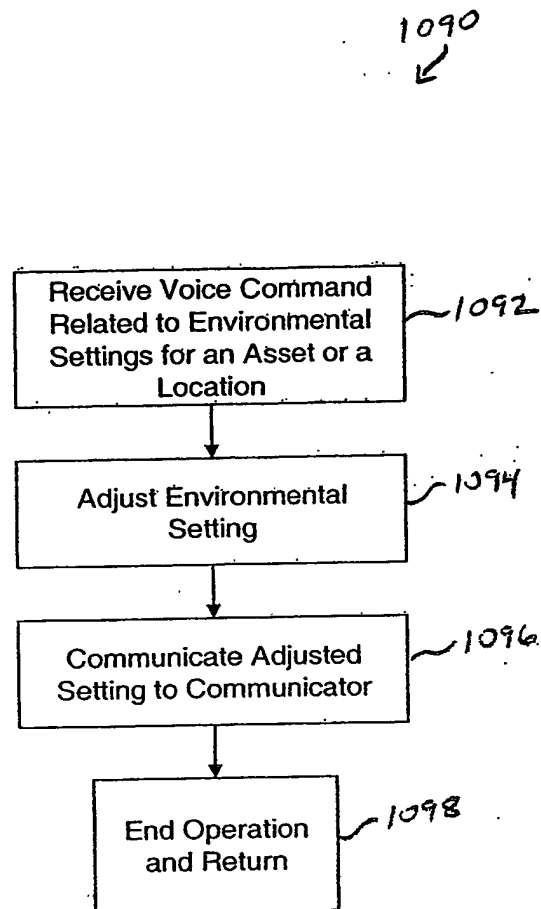 1090
Receive Voice Command
Related to Environmental
Settings for an Asset or a
Location
1092
Adjust Environmental
Setting
1094
Communicate Adjusted
Setting to Communicator
1096
End Operation
and Return
1098